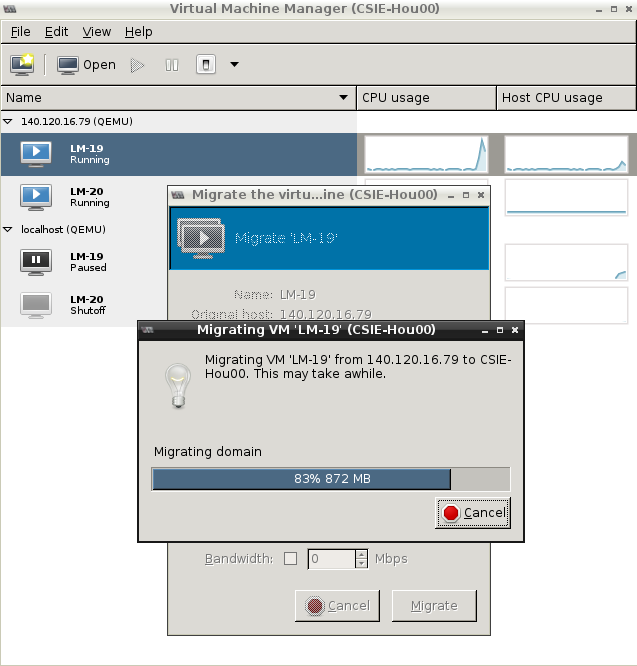 Virtual Machine Manager (CSIE-Hou00)
File Edit View Help
Open
Name CPU usage Host CPU usage
140.120.16.79 (QEMU)
LM-19
Running
LM-20
Running
localhost (QEMU)
LM-19
Paused
LM-20
Shutoff
Migrate the virtu...ine (CSIE-Hou00)
Migrate 'LM-19'
Name: LM-19
Original host: 140.120.16.79
Migrating VM 'LM-19' (CSIE-Hou00)
Migrating VM 'LM-19' from 140.120.16.79 to CSIE-
Hou00. This may take awhile.
Migrating domain
83% 872 MB
Cancel
Bandwidth: 0 Mbps
Cancel Migrate